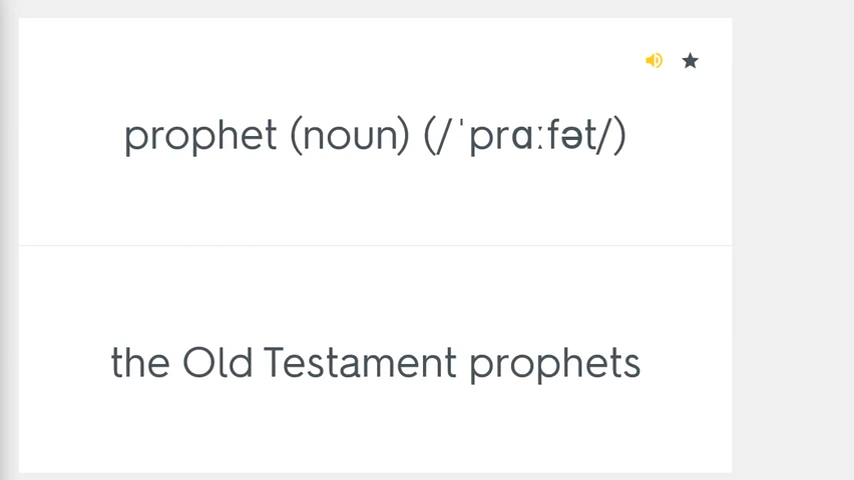 prophet (noun) (/ˈprɑːfət/)
the Old Testament prophets